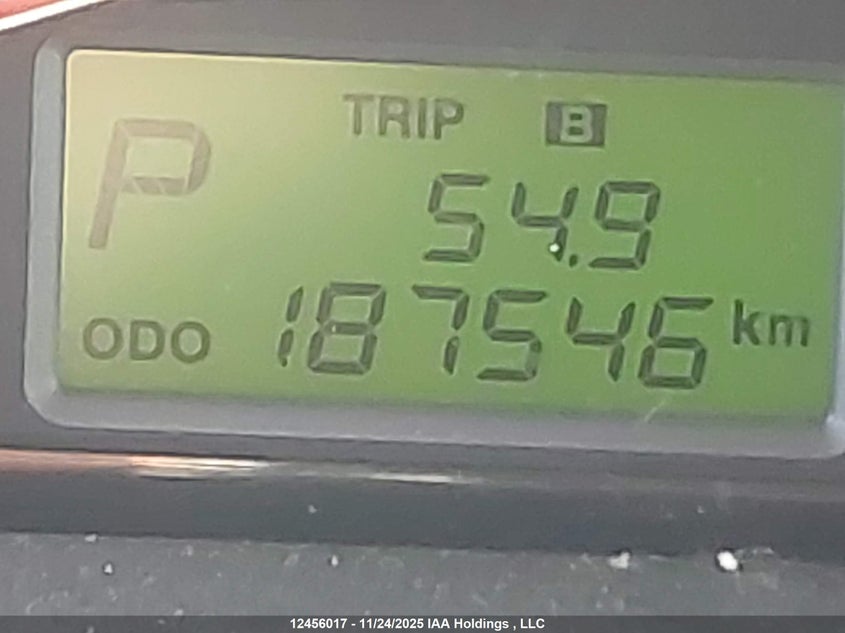 TRIP B
P
54.9
ODO 187546 km
12456017 - 11/24/2025 IAA Holdings , LLC